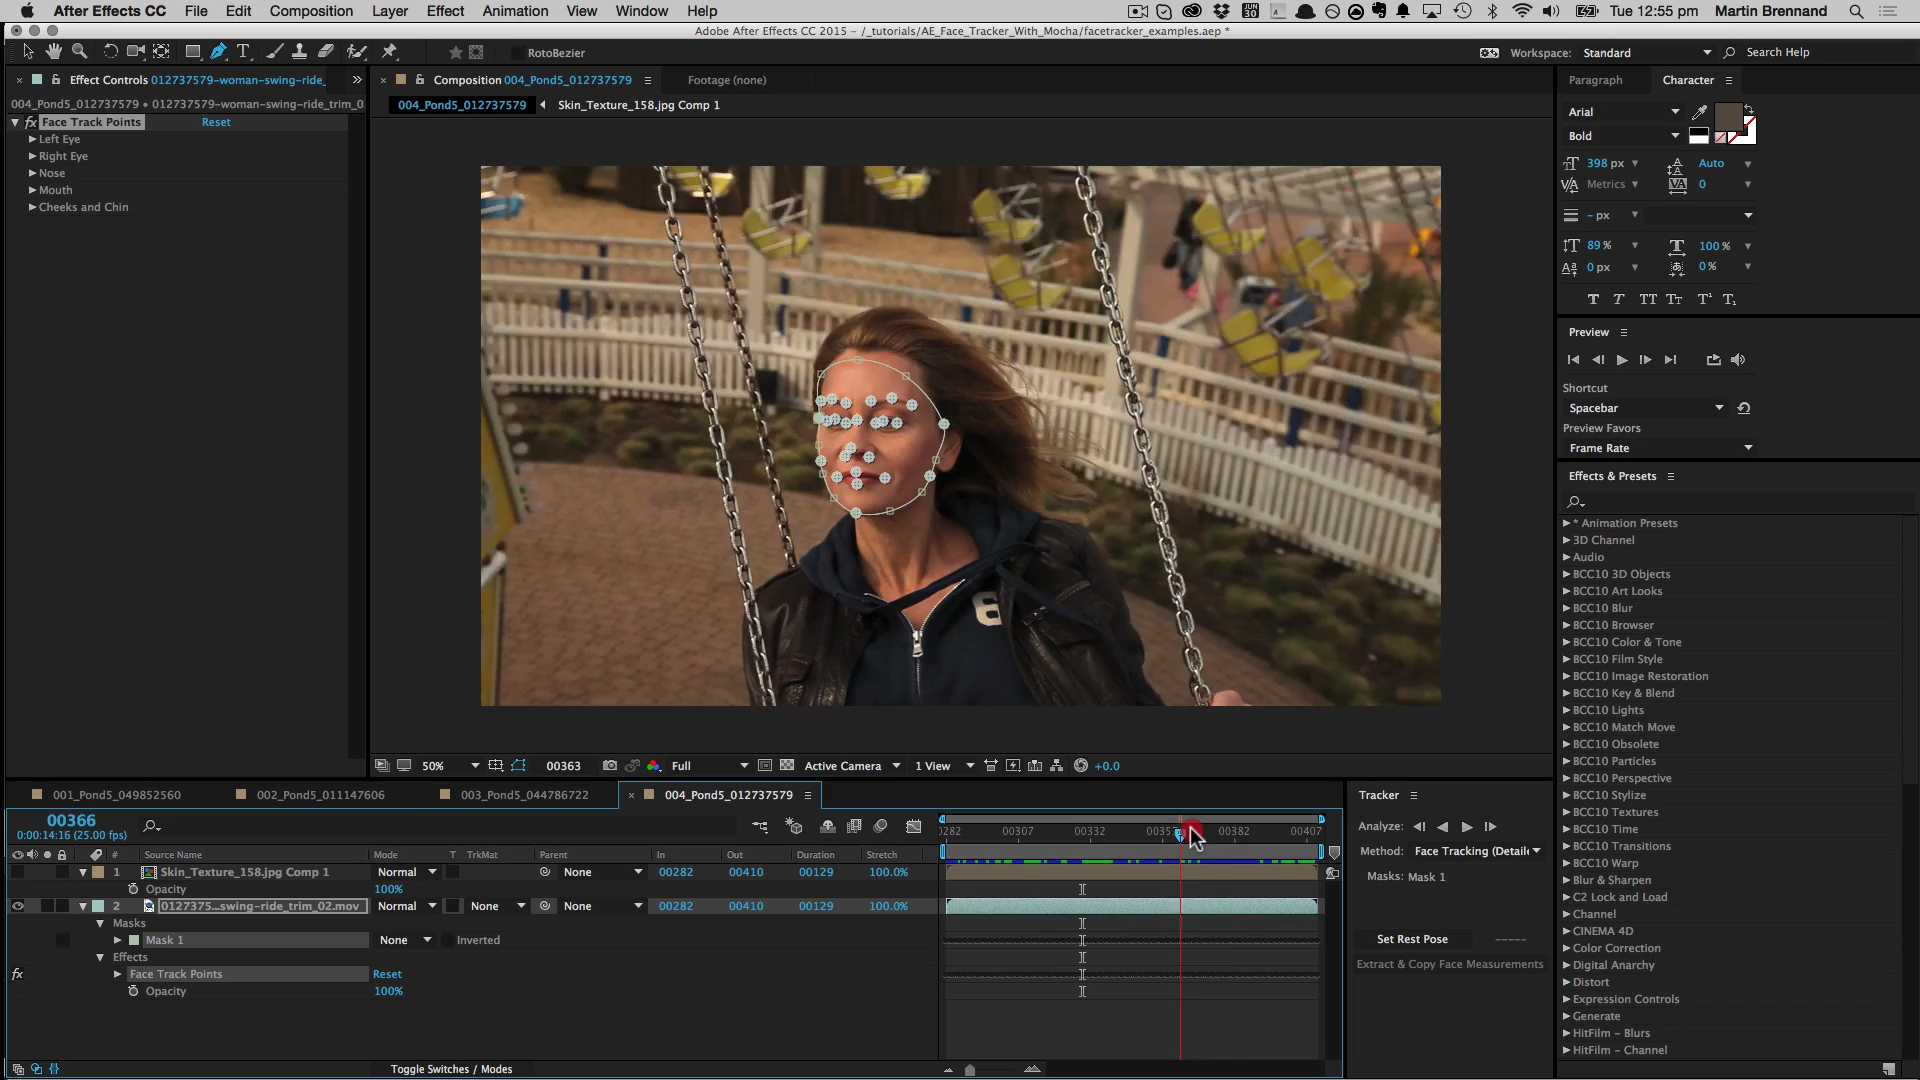 After Effects CC File Edit Composition Layer Effect Animation View Window Help Tue 12:55 pm Martin Brennand
Adobe After Effects CC 2015 - /_tutorials/AE_Face_Tracker_With_Mocha/facetracker_examples.aep *
RotoBezier Workspace: Standard Search Help
Effect Controls 012737579-woman-swing-ride_
Composition 004_Pond5_012737579
Footage (none)
Paragraph Character
004_Pond5_012737579 • 012737579-woman-swing-ride_trim_0
004_Pond5_012737579 Skin_Texture_158.jpg Comp 1
fx Face Track Points Reset
Left Eye
Right Eye
Nose
Mouth
Cheeks and Chin
Arial
Bold
398 px Auto
Metrics 0
- px
89 % 100 %
0 px 0 %
T T TT Tт T¹ T₁
Preview
Shortcut
Spacebar
Preview Favors
Frame Rate
Effects & Presets
* Animation Presets
3D Channel
Audio
BCC10 3D Objects
BCC10 Art Looks
BCC10 Blur
BCC10 Browser
BCC10 Color & Tone
BCC10 Film Style
BCC10 Image Restoration
BCC10 Key & Blend
BCC10 Lights
BCC10 Match Move
BCC10 Obsolete
BCC10 Particles
BCC10 Perspective
BCC10 Stylize
BCC10 Textures
BCC10 Time
BCC10 Transitions
BCC10 Warp
Blur & Sharpen
C2 Lock and Load
Channel
CINEMA 4D
Color Correction
Digital Anarchy
Distort
Expression Controls
Generate
HitFilm - Blurs
HitFilm - Channel
6
50% 00363 Full Active Camera 1 View +0.0
001_Pond5_049852560 002_Pond5_011147606 003_Pond5_044786722 004_Pond5_012737579
00366
0:00:14:16 (25.00 fps)
0282 00307 00332 0035 00382 00407
# Source Name Mode T TrkMat Parent In Out Duration Stretch
1 Skin_Texture_158.jpg Comp 1 Normal None 00282 00410 00129 100.0%
Opacity 100%
2 0127375...swing-ride_trim_02.mov Normal None None 00282 00410 00129 100.0%
Masks
Mask 1 None Inverted
Effects
fx Face Track Points Reset
Opacity 100%
Toggle Switches / Modes
Tracker
Analyze:
Method: Face Tracking (Detaile
Masks: Mask 1
Set Rest Pose -----
Extract & Copy Face Measurements